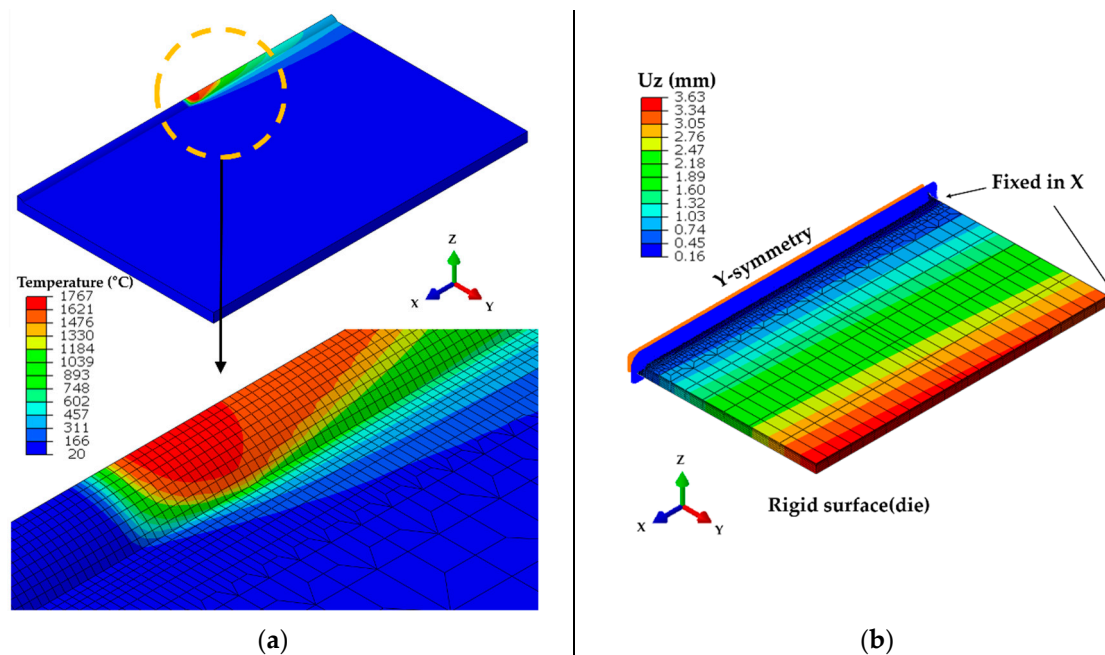 Z
X
Y
Temperature (°C)
1767
1621
1476
1330
1184
1039
893
748
602
457
311
166
20
(a)
Uz (mm)
3.63
3.34
3.05
2.76
2.47
2.18
1.89
1.60
1.32
1.03
0.74
0.45
0.16
Fixed in X
Y-symmetry
Z
X
Y
Rigid surface(die)
(b)